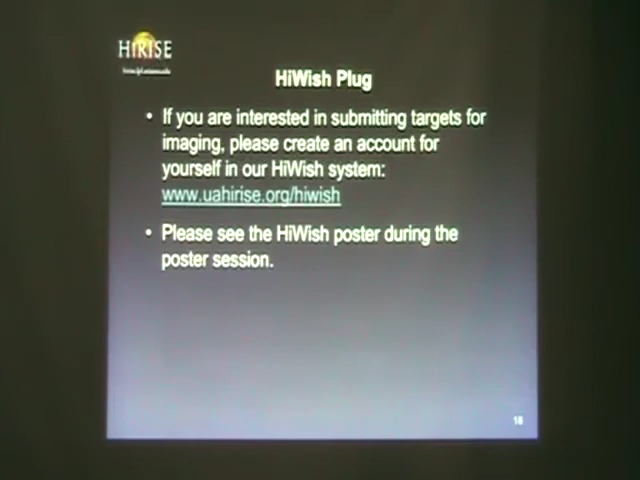 HiRISE
HiWish Plug
• If you are interested in submitting targets for
imaging, please create an account for
yourself in our HiWish system:
www.uahirise.org/hiwish
• Please see the HiWish poster during the
poster session.